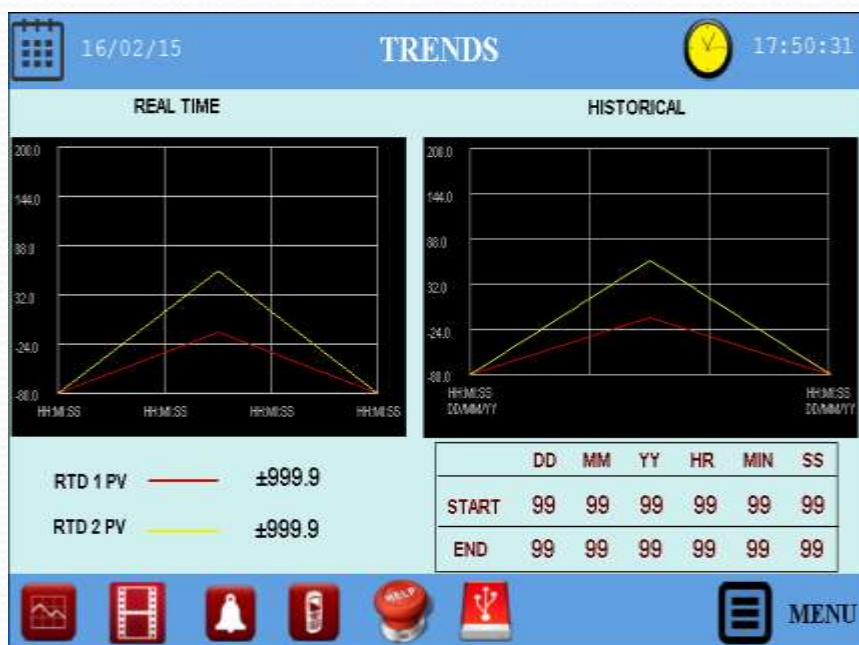 16/02/15 TRENDS 17:50:31
REAL TIME HISTORICAL
200.0
144.0
88.0
32.0
-24.0
-80.0
HH:MI:SS HH:MI:SS HH:MI:SS HH:MI:SS
200.0
144.0
88.0
32.0
-24.0
-80.0
HH:MI:SS HH:MI:SS
DD/MM/YY DD/MM/YY
RTD 1 PV ±999.9
RTD 2 PV ±999.9
DD MM YY HR MIN SS
START 99 99 99 99 99 99
END 99 99 99 99 99 99
HELP
MENU